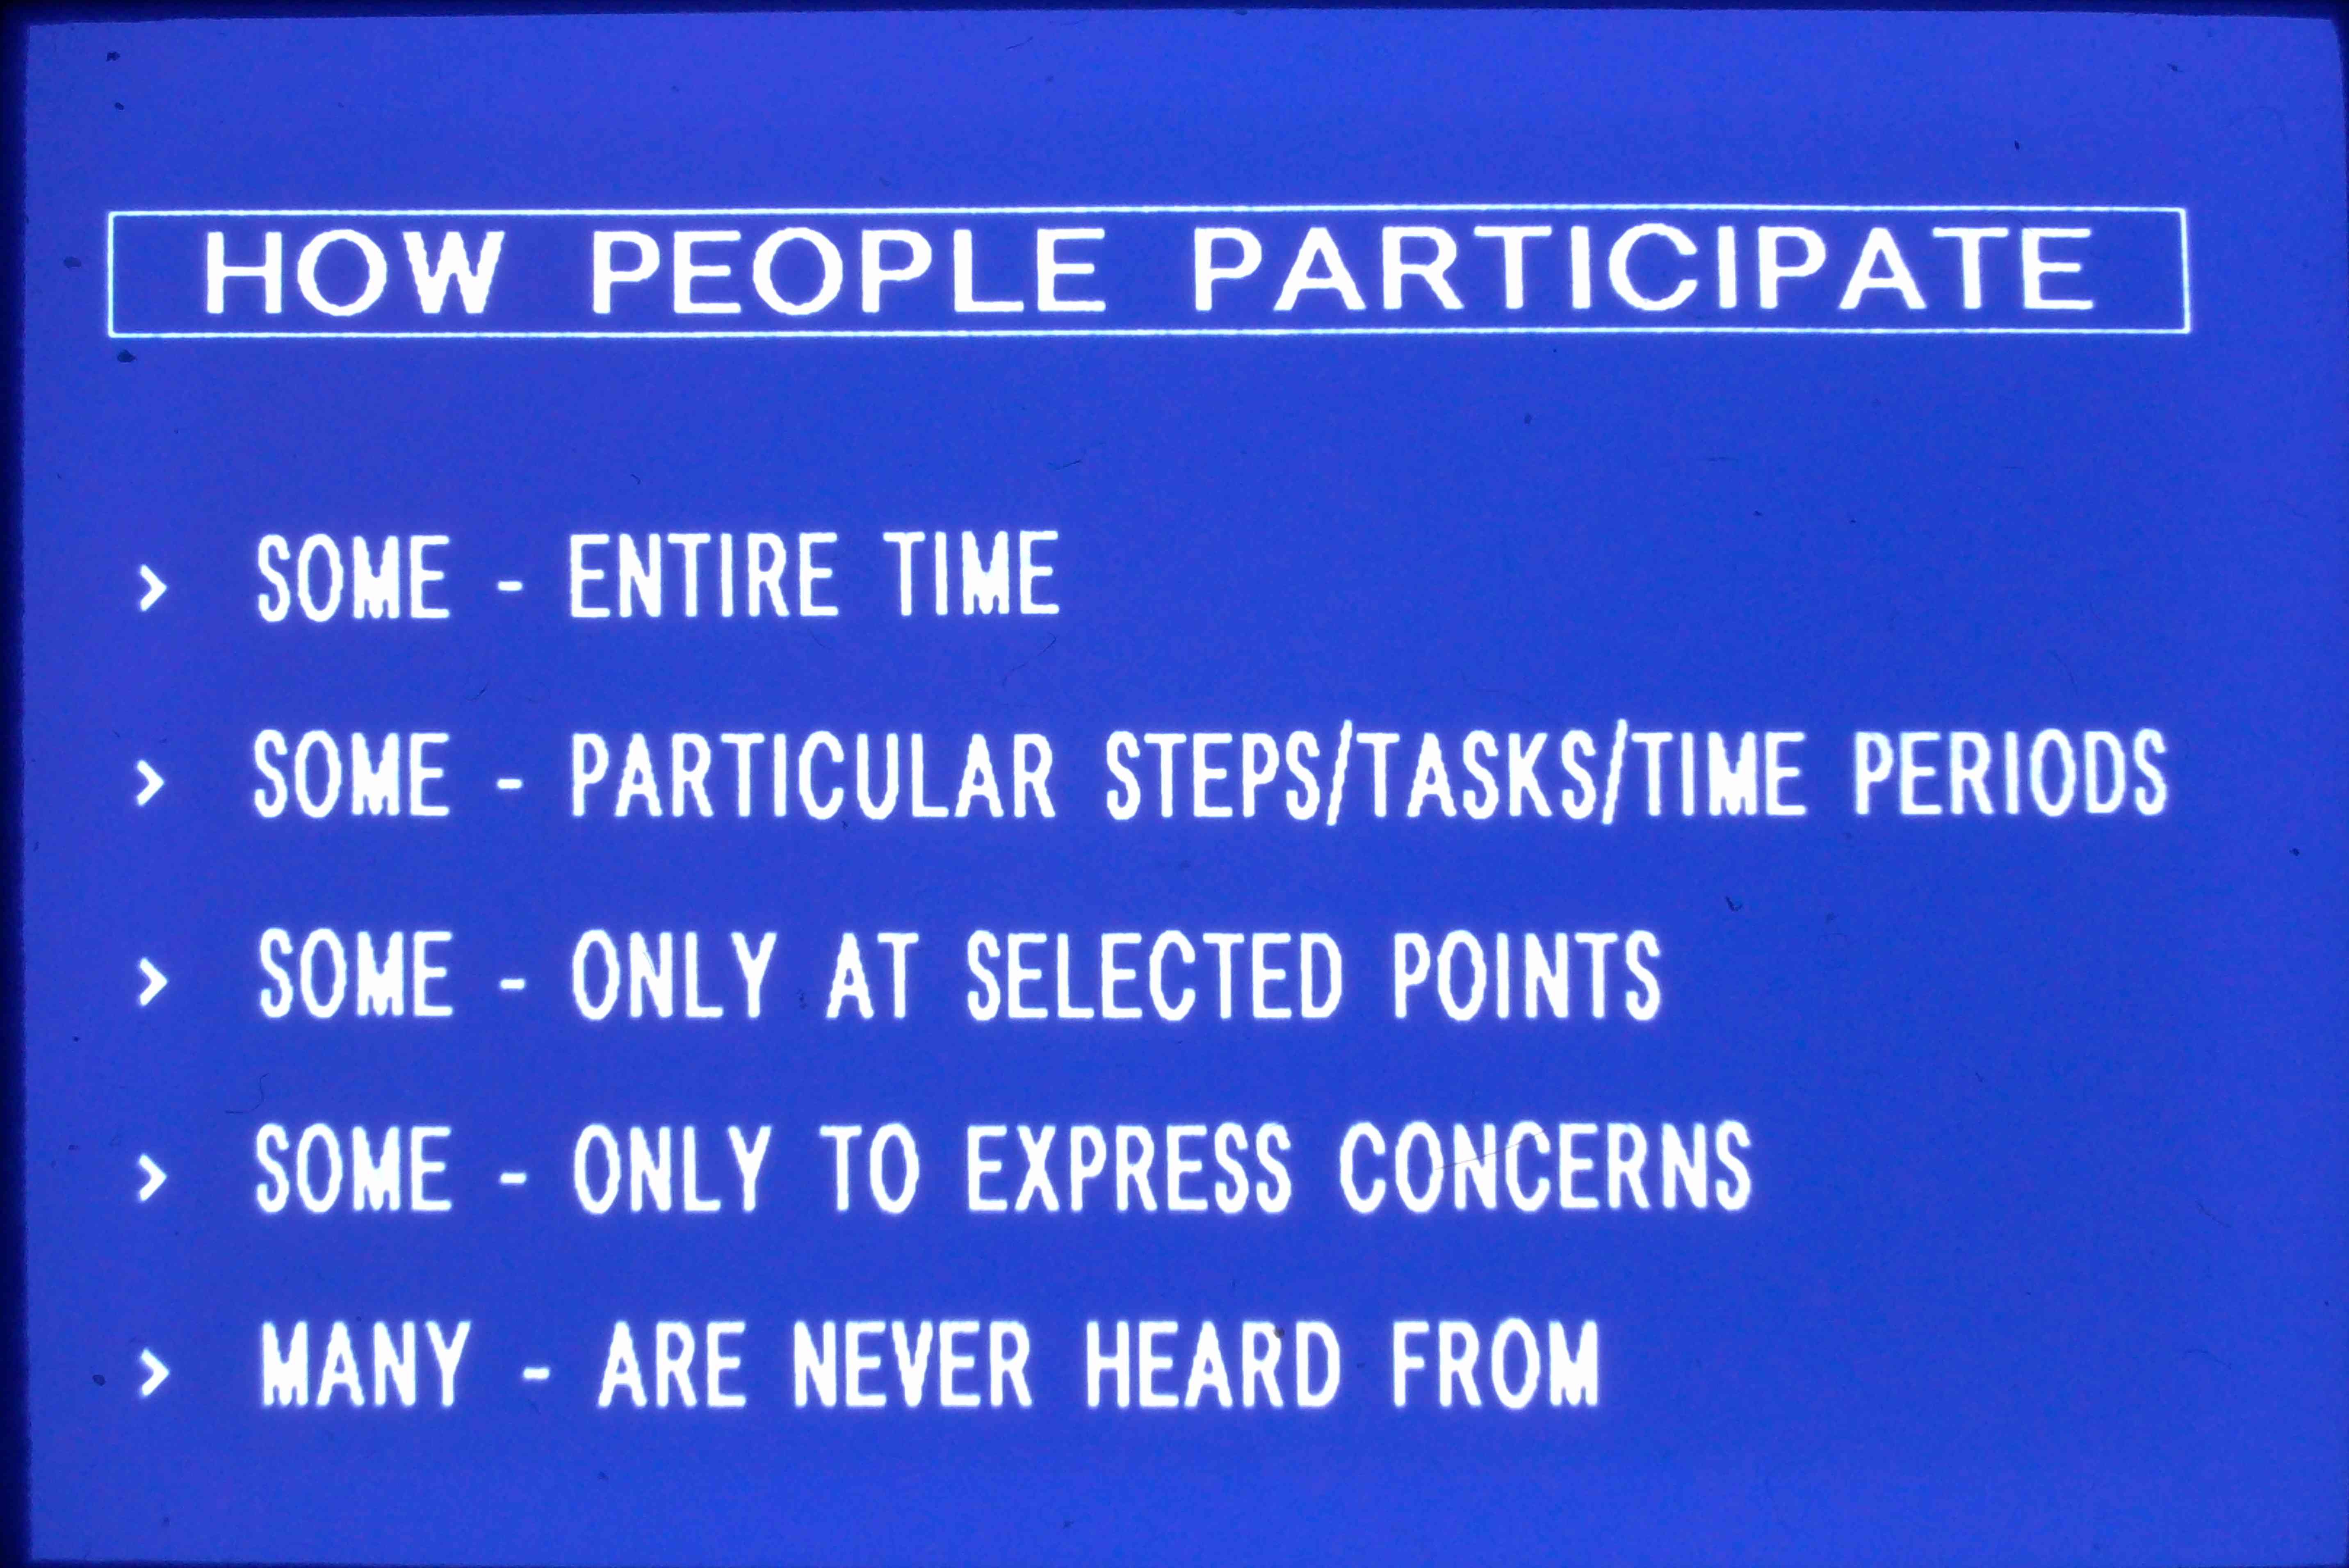 HOW PEOPLE PARTICIPATE
> SOME - ENTIRE TIME
> SOME - PARTICULAR STEPS/TASKS/TIME PERIODS
> SOME - ONLY AT SELECTED POINTS
> SOME - ONLY TO EXPRESS CONCERNS
> MANY - ARE NEVER HEARD FROM